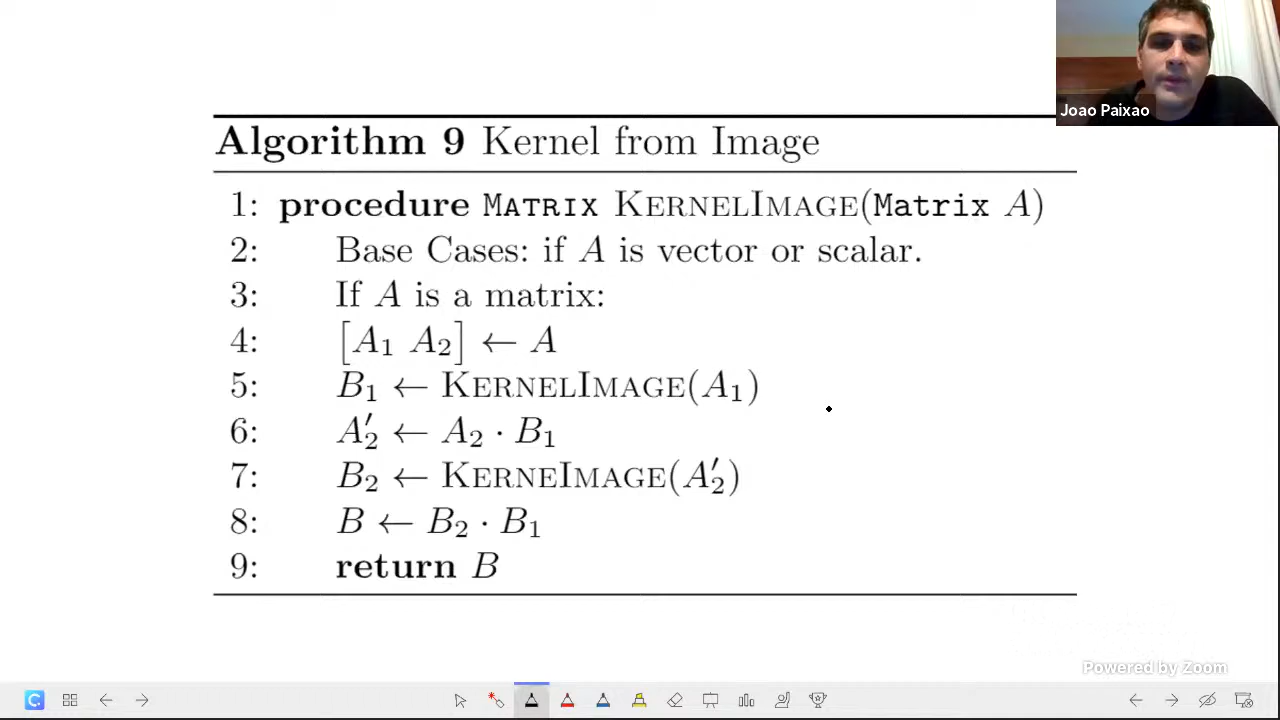 Joao Paixao
Algorithm 9 Kernel from Image
1: procedure MATRIX KERNELIMAGE(Matrix A)
2: Base Cases: if A is vector or scalar.
3: If A is a matrix:
4: [A₁ A₂] ← A
5: B₁ ← KERNELIMAGE(A₁)
6: A′₂ ← A₂ · B₁
7: B₂ ← KERNEIMAGE(A′₂)
8: B ← B₂ · B₁
9: return B
Powered by Zoom